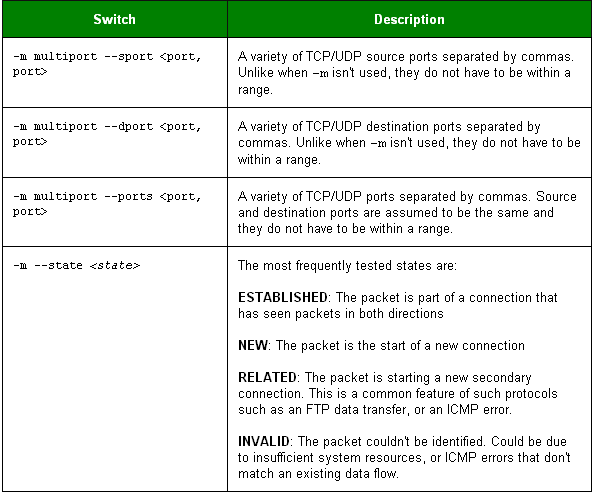 Switch Description
-m multiport --sport <port,
port>
A variety of TCP/UDP source ports separated by commas.
Unlike when -m isn't used, they do not have to be within a
range.
-m multiport --dport <port,
port>
A variety of TCP/UDP destination ports separated by
commas. Unlike when -m isn't used, they do not have to be
within a range.
-m multiport --ports <port,
port>
A variety of TCP/UDP ports separated by commas. Source
and destination ports are assumed to be the same and
they do not have to be within a range.
-m --state <state>
The most frequently tested states are:
ESTABLISHED: The packet is part of a connection that
has seen packets in both directions
NEW: The packet is the start of a new connection
RELATED: The packet is starting a new secondary
connection. This is a common feature of such protocols
such as an FTP data transfer, or an ICMP error.
INVALID: The packet couldn't be identified. Could be due
to insufficient system resources, or ICMP errors that don't
match an existing data flow.